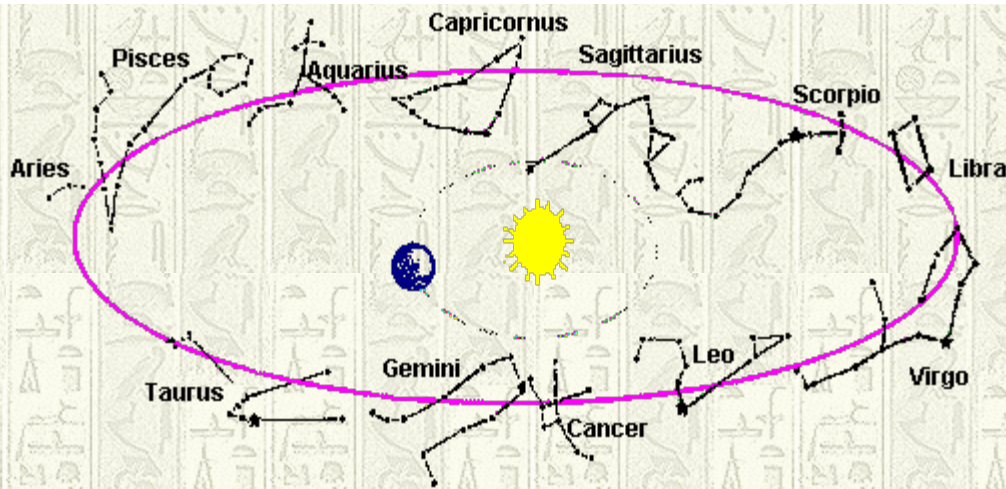 Capricornus
Pisces
Sagittarius
Aquarius
Scorpio
Aries
Libra
Gemini
Leo
Taurus
Virgo
Cancer